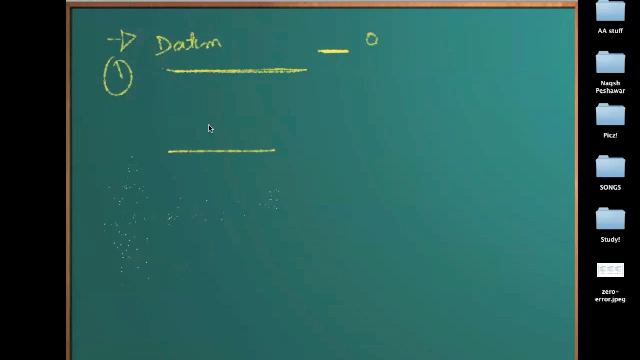 → Datum — 0
①
AA stuff
Naqsh
Peshawar
Picz!
SONGS
Study!
zero-
error.jpeg